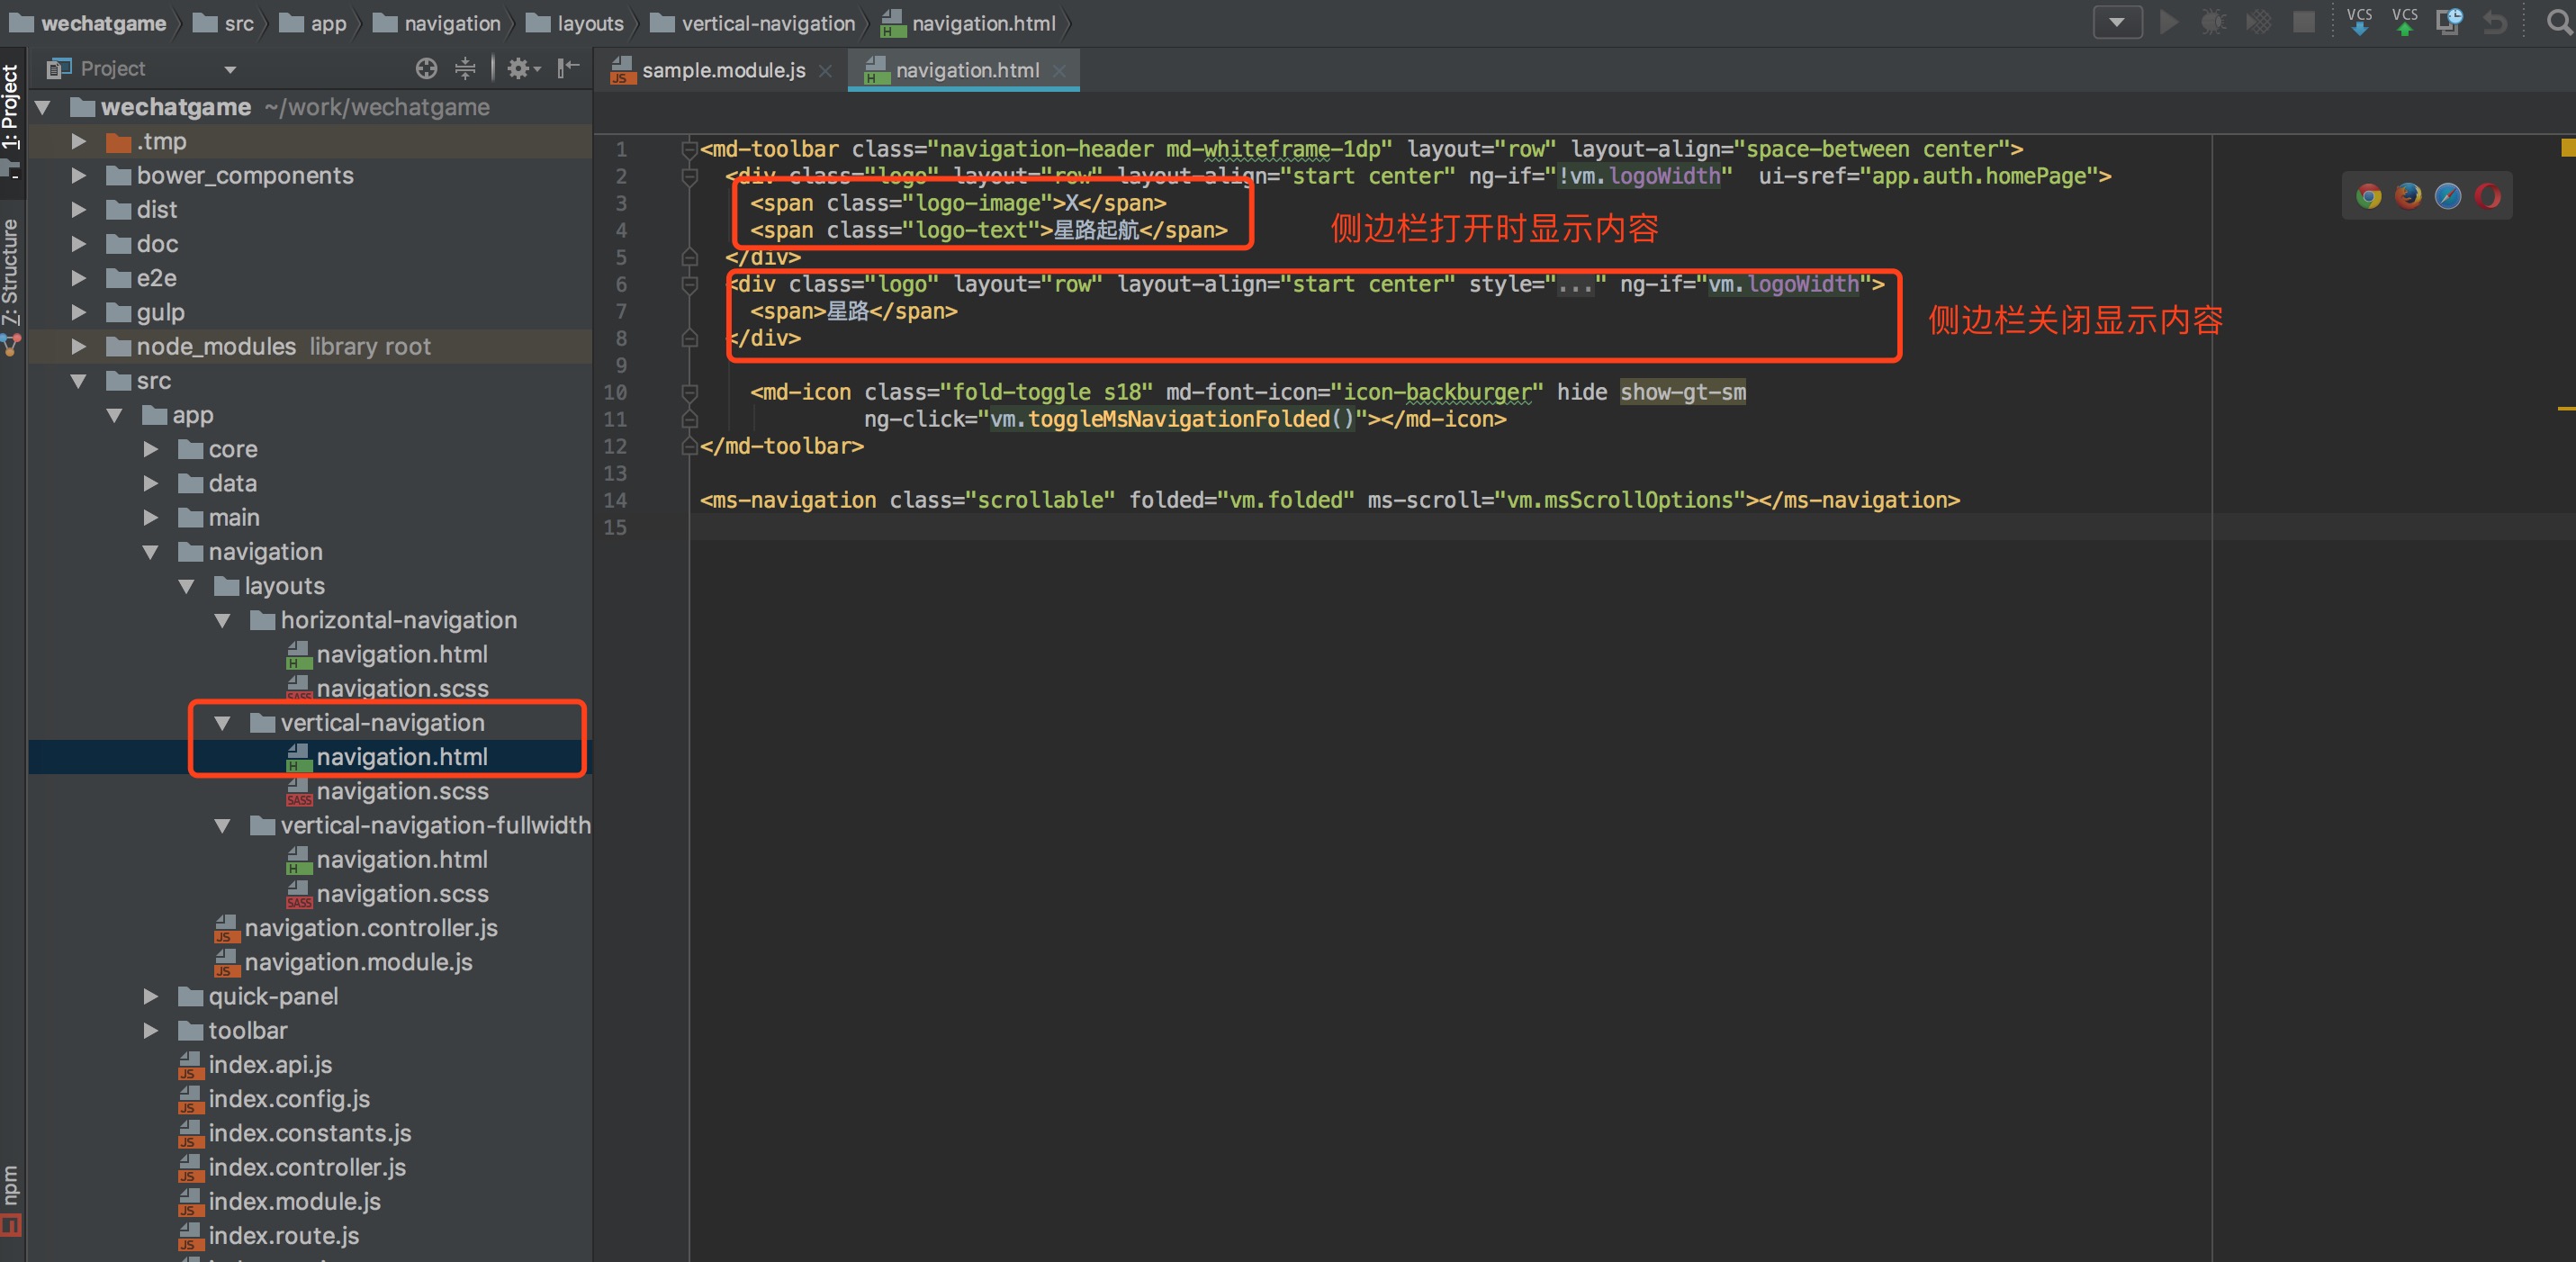 wechatgame src app navigation layouts vertical-navigation navigation.html
VCS VCS
1: Project
7: Structure
npm
Project
wechatgame ~/work/wechatgame
.tmp
bower_components
dist
doc
e2e
gulp
node_modules library root
src
app
core
data
main
navigation
layouts
horizontal-navigation
navigation.html
navigation.scss
vertical-navigation
navigation.html
navigation.scss
vertical-navigation-fullwidth
navigation.html
navigation.scss
navigation.controller.js
navigation.module.js
quick-panel
toolbar
index.api.js
index.config.js
index.constants.js
index.controller.js
index.module.js
index.route.js
sample.module.js navigation.html
1 <md-toolbar class="navigation-header md-whiteframe-1dp" layout="row" layout-align="space-between center">
2 <div class="logo" layout="row" layout-align="start center" ng-if="!vm.logoWidth" ui-sref="app.auth.homePage">
3 <span class="logo-image">X</span>
4 <span class="logo-text">星路起航</span>
侧边栏打开时显示内容
5 </div>
6 <div class="logo" layout="row" layout-align="start center" style="..." ng-if="vm.logoWidth">
7 <span>星路</span>
侧边栏关闭显示内容
8 </div>
9
10 <md-icon class="fold-toggle s18" md-font-icon="icon-backburger" hide show-gt-sm
11 ng-click="vm.toggleMsNavigationFolded()"></md-icon>
12 </md-toolbar>
13
14 <ms-navigation class="scrollable" folded="vm.folded" ms-scroll="vm.msScrollOptions"></ms-navigation>
15